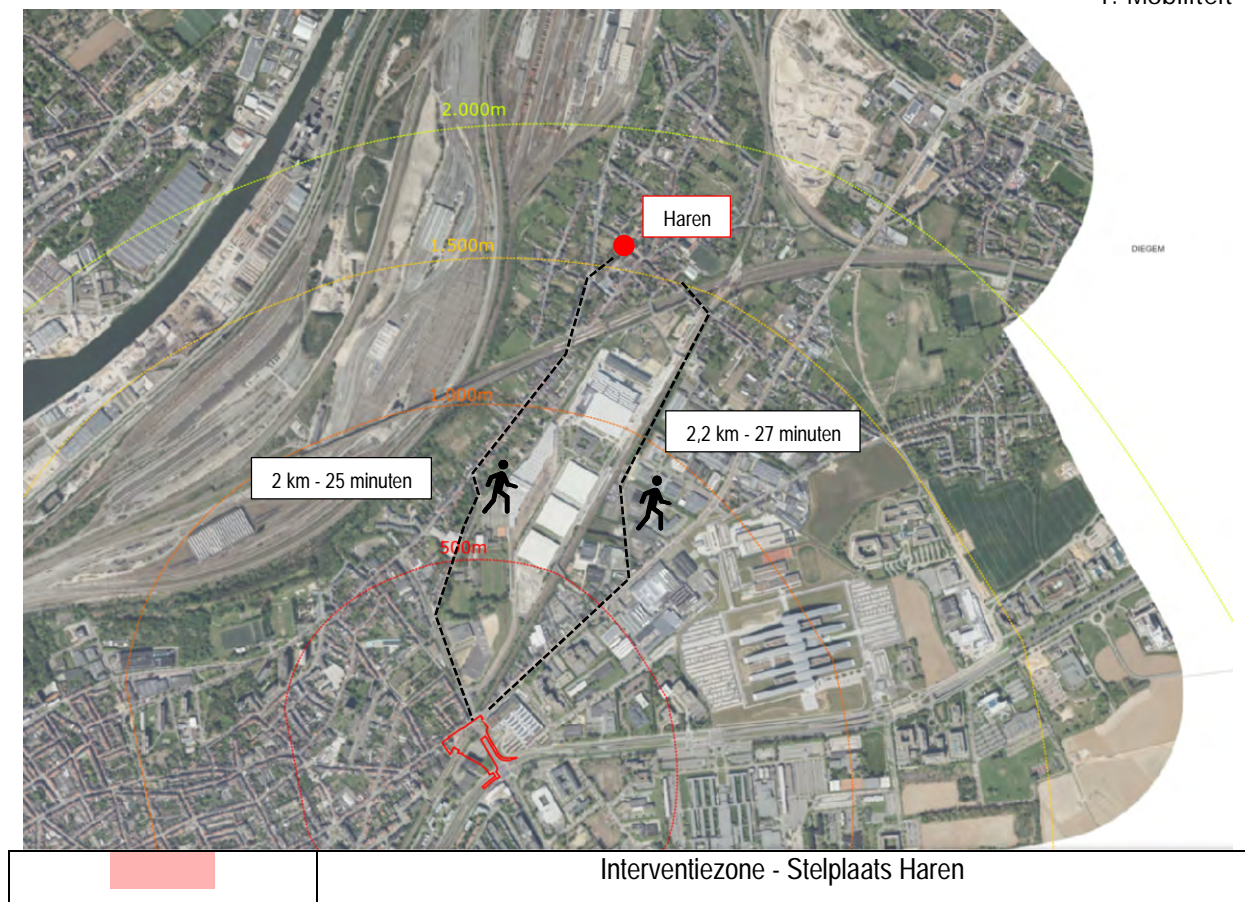 2.000m
Haren
1.500m
DIEGEM
1.000m
2,2 km - 27 minuten
2 km - 25 minuten
500m
Interventiezone - Stelplaats Haren